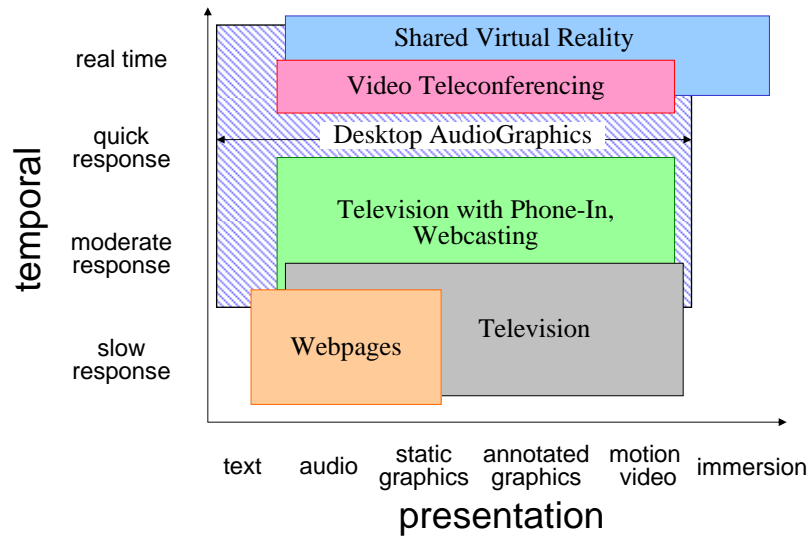 real time
quick
response
moderate
response
slow
response
temporal
Shared Virtual Reality
Video Teleconferencing
Desktop AudioGraphics
Television with Phone-In,
Webcasting
Television
Webpages
text
audio
static
graphics
annotated
graphics
motion
video
immersion
presentation